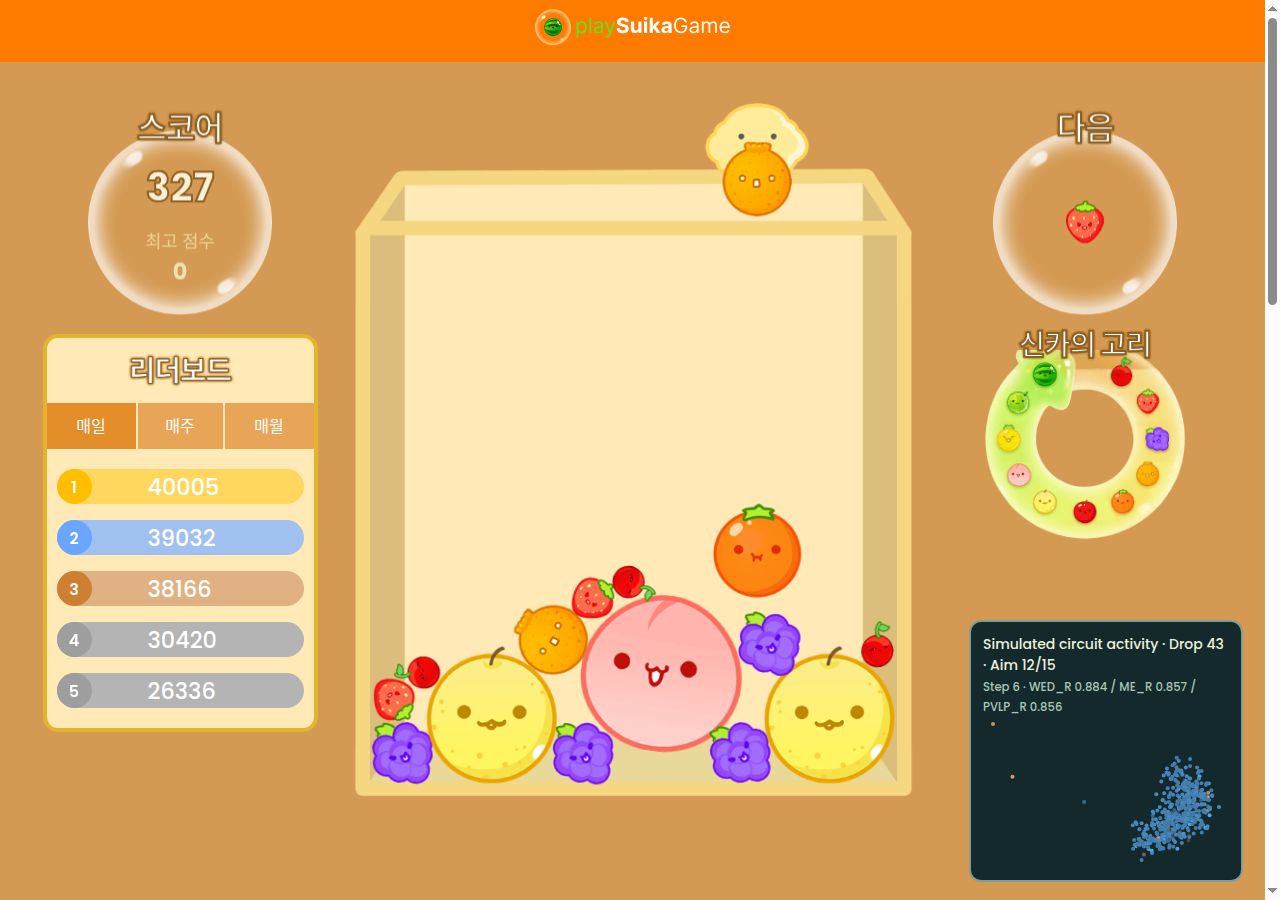 playSuikaGame
스코어
327
최고 점수
0
다음
신카의 고리
리더보드
매일 매주 매월
1 40005
2 39032
3 38166
4 30420
5 26336
Simulated circuit activity · Drop 43
· Aim 12/15
Step 6 · WED_R 0.884 / ME_R 0.857 /
PVLP_R 0.856